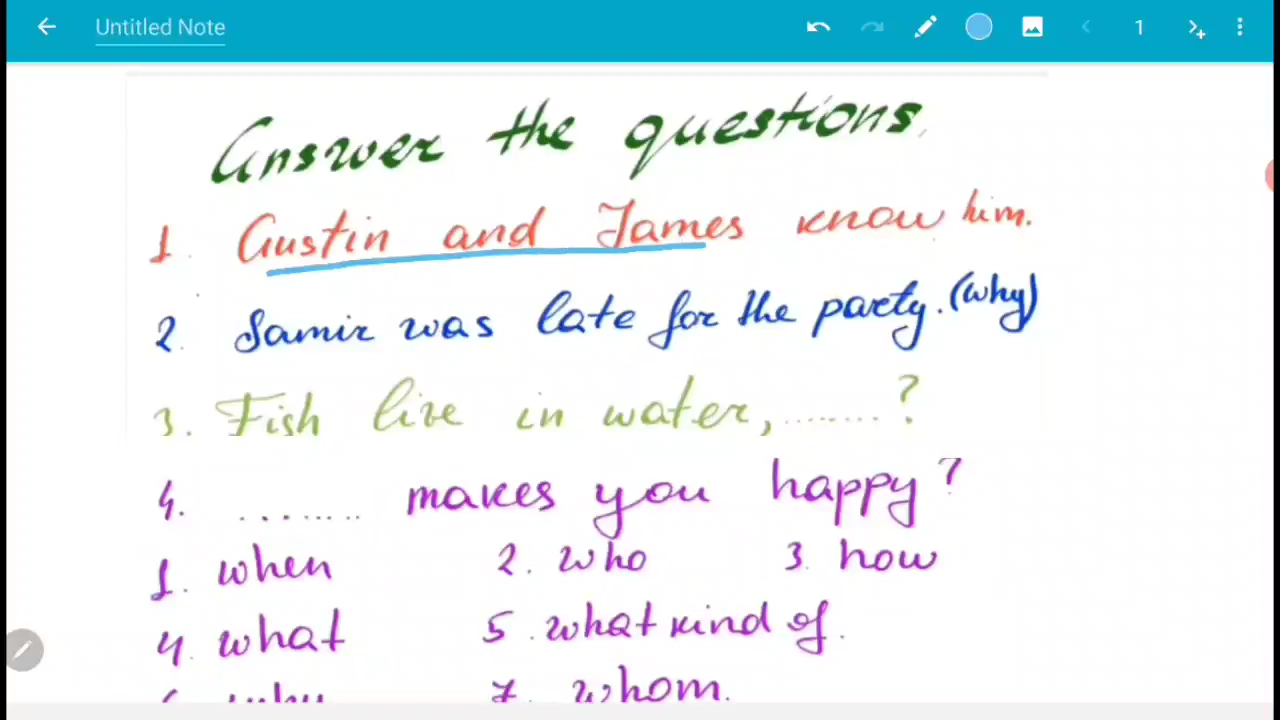 Untitled Note
1
Answer the questions.
1. Austin and James know him.
2. Samir was late for the party. (why)
3. Fish live in water, ........ ?
4. ........ makes you happy?
1. when 2. who 3. how
4. what 5. what kind of.
6. why 7. whom.